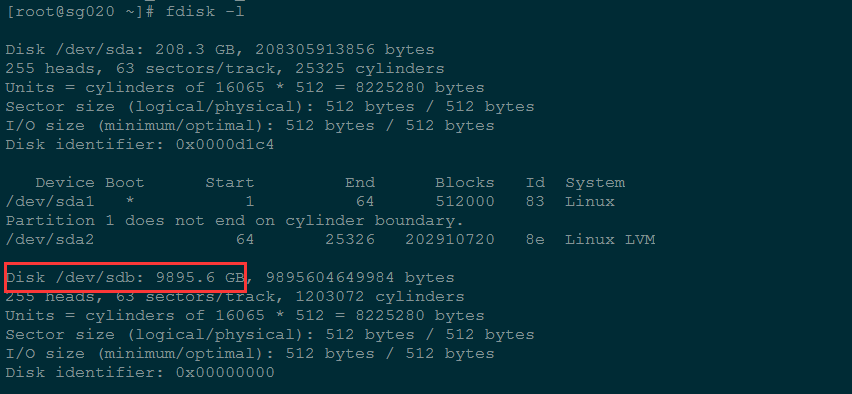 [root@sg020 ~]# fdisk -l
Disk /dev/sda: 208.3 GB, 208305913856 bytes
255 heads, 63 sectors/track, 25325 cylinders
Units = cylinders of 16065 * 512 = 8225280 bytes
Sector size (logical/physical): 512 bytes / 512 bytes
I/O size (minimum/optimal): 512 bytes / 512 bytes
Disk identifier: 0x0000d1c4
Device Boot Start End Blocks Id System
/dev/sda1 * 1 64 512000 83 Linux
Partition 1 does not end on cylinder boundary.
/dev/sda2 64 25326 202910720 8e Linux LVM
Disk /dev/sdb: 9895.6 GB, 9895604649984 bytes
255 heads, 63 sectors/track, 1203072 cylinders
Units = cylinders of 16065 * 512 = 8225280 bytes
Sector size (logical/physical): 512 bytes / 512 bytes
I/O size (minimum/optimal): 512 bytes / 512 bytes
Disk identifier: 0x00000000